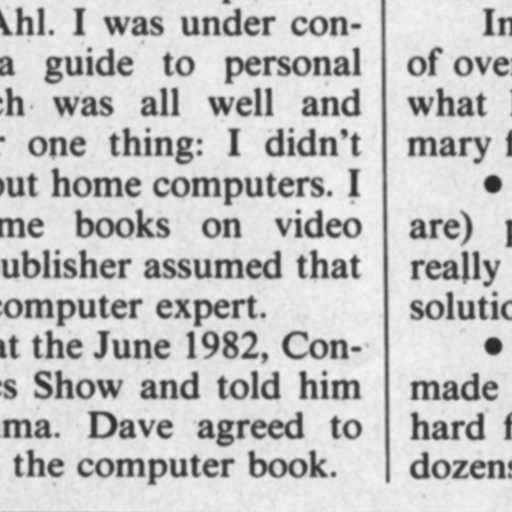 Ahl. I was under con-
a guide to personal
ch was all well and
r one thing: I didn't
out home computers. I
me books on video
ublisher assumed that
computer expert.
at the June 1982, Con-
cs Show and told him
ma. Dave agreed to
the computer book.
In
of over
what
mary f
●
are) p
really
solutio
●
made
hard f
dozens